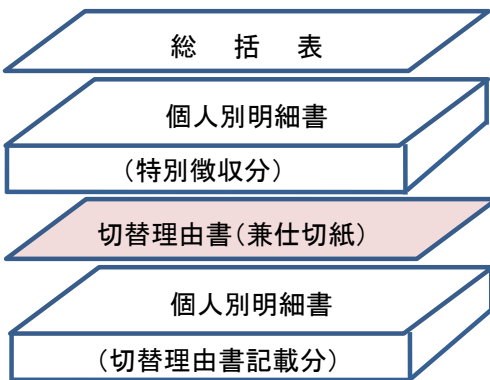 総 括 表
個人別明細書
(特別徴収分)
切替理由書(兼仕切紙)
個人別明細書
(切替理由書記載分)